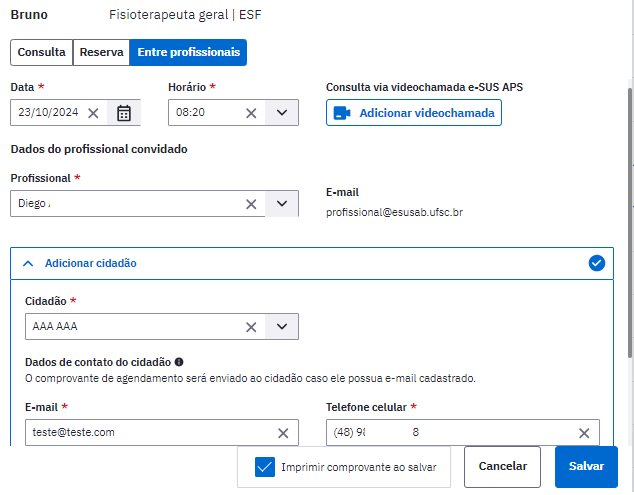 Bruno Fisioterapeuta geral | ESF
Consulta Reserva Entre profissionais
Data * Horário * Consulta via videochamada e-SUS APS
23/10/2024 08:20 Adicionar videochamada
Dados do profissional convidado
Profissional * E-mail
Diego profissional@esusab.ufsc.br
Adicionar cidadão
Cidadão *
AAA AAA
Dados de contato do cidadão
O comprovante de agendamento será enviado ao cidadão caso ele possua e-mail cadastrado.
E-mail * Telefone celular *
teste@teste.com (48) 9 8
Imprimir comprovante ao salvar Cancelar Salvar